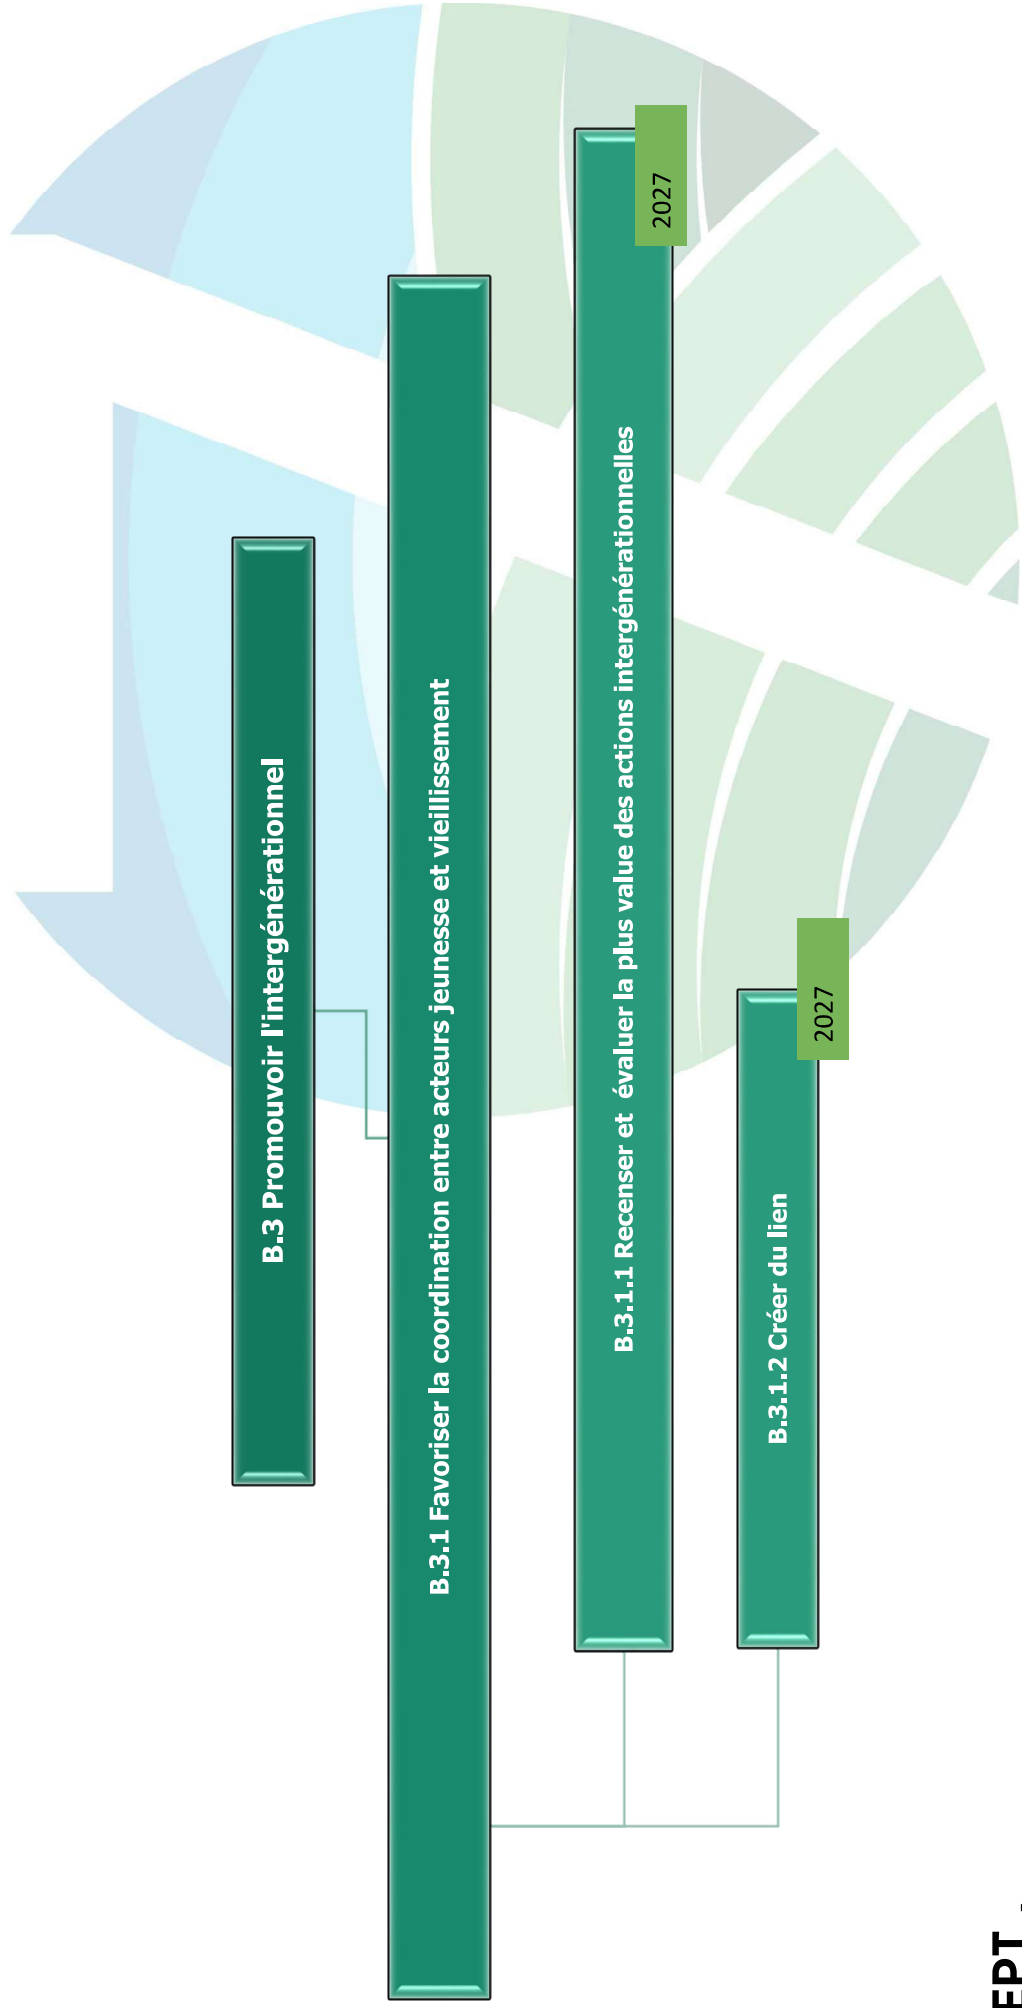 B.3 Promouvoir l'intergénérationnel
B.3.1 Favoriser la coordination entre acteurs jeunesse et vieillissement
B.3.1.1 Recenser et  évaluer la plus value des actions intergénérationnelles
2027
B.3.1.2 Créer du lien
2027
EPT